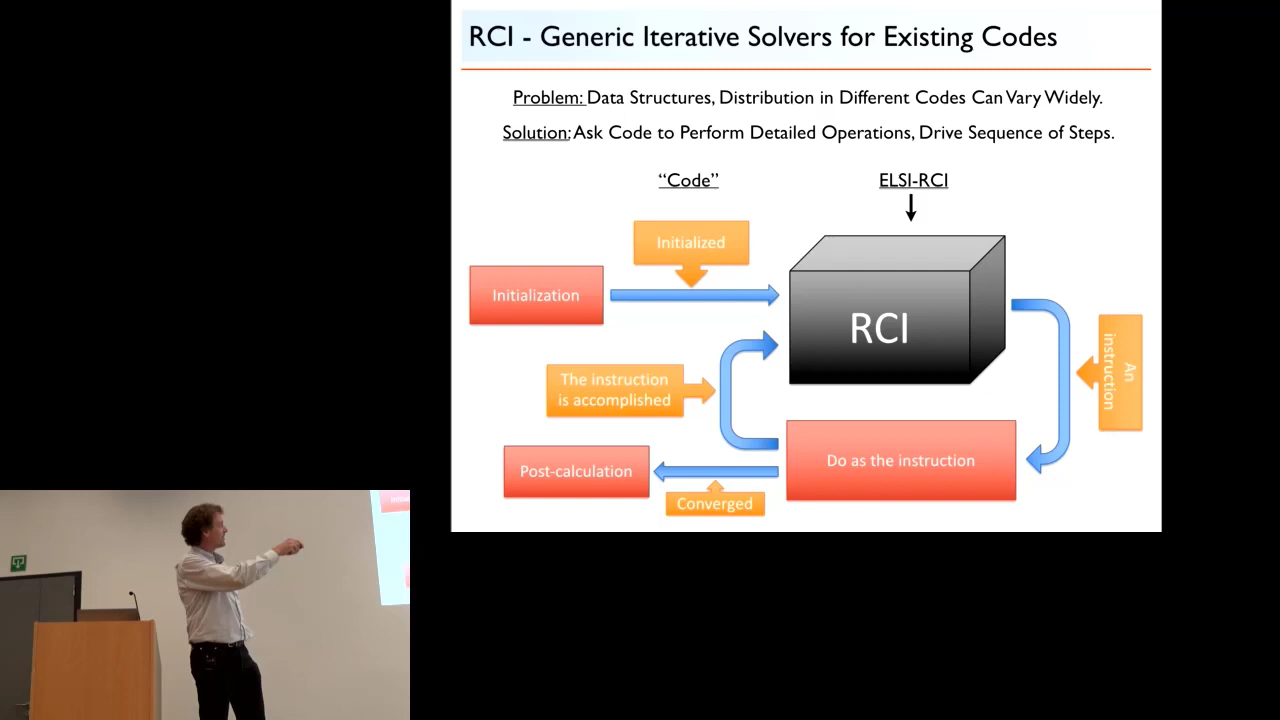 RCI - Generic Iterative Solvers for Existing Codes
Problem: Data Structures, Distribution in Different Codes Can Vary Widely.
Solution: Ask Code to Perform Detailed Operations, Drive Sequence of Steps.
“Code”
ELSI-RCI
Initialized
Initialization
RCI
An
instruction
The instruction
is accomplished
Do as the instruction
Post-calculation
Converged